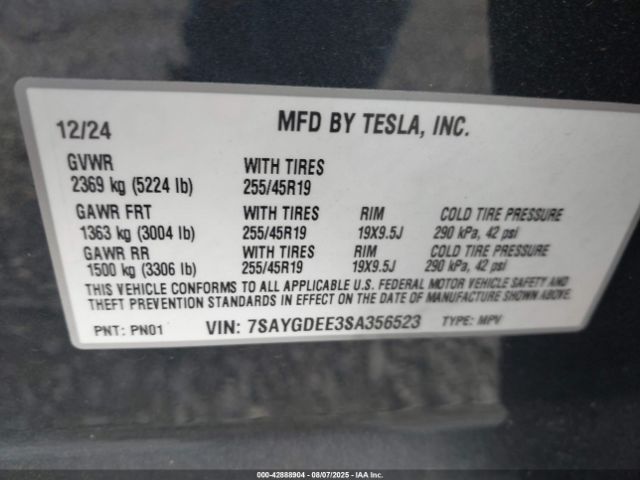 12/24 MFD BY TESLA, INC.
GVWR WITH TIRES
2369 kg (5224 lb) 255/45R19
GAWR FRT WITH TIRES RIM COLD TIRE PRESSURE
1363 kg (3004 lb) 255/45R19 19X9.5J 290 kPa, 42 psi
GAWR RR WITH TIRES RIM COLD TIRE PRESSURE
1500 kg (3306 lb) 255/45R19 19X9.5J 290 kPa, 42 psi
THIS VEHICLE CONFORMS TO ALL APPLICABLE U.S. FEDERAL MOTOR VEHICLE SAFETY AND
THEFT PREVENTION STANDARDS IN EFFECT ON THE DATE OF MANUFACTURE SHOWN ABOVE.
PNT: PN01 VIN: 7SAYGDEE3SA356523 TYPE: MPV
000-42888904 - 08/07/2025 - IAA Inc.